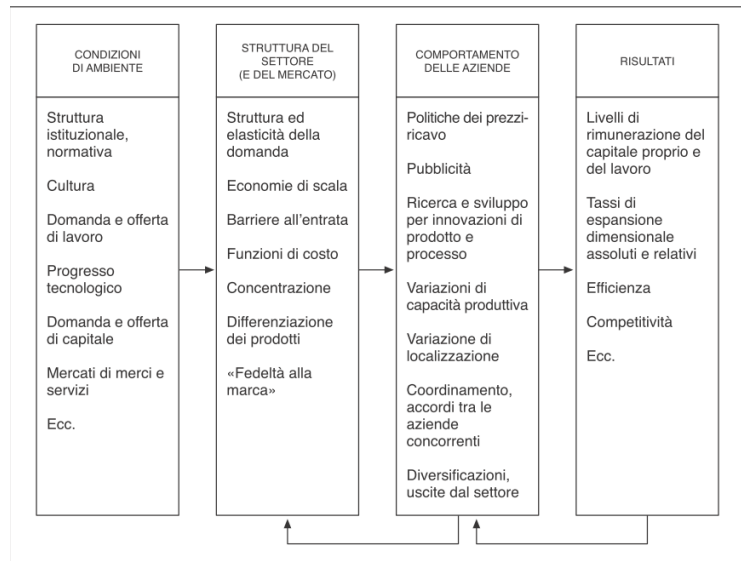 CONDIZIONI
DI AMBIENTE
Struttura
istituzionale,
normativa
Cultura
Domanda e offerta
di lavoro
Progresso
tecnologico
Domanda e offerta
di capitale
Mercati di merci e
servizi
Ecc.
STRUTTURA DEL
SETTORE
(E DEL MERCATO)
Struttura ed
elasticità della
domanda
Economie di scala
Barriere all'entrata
Funzioni di costo
Concentrazione
Differenziazione
dei prodotti
«Fedeltà alla
marca»
COMPORTAMENTO
DELLE AZIENDE
Politiche dei prezzi-
ricavo
Pubblicità
Ricerca e sviluppo
per innovazioni di
prodotto e
processo
Variazioni di
capacità produttiva
Variazione di
localizzazione
Coordinamento,
accordi tra le
aziende
concorrenti
Diversificazioni,
uscite dal settore
RISULTATI
Livelli di
rimunerazione del
capitale proprio e
del lavoro
Tassi di
espansione
dimensionale
assoluti e relativi
Efficienza
Competitività
Ecc.